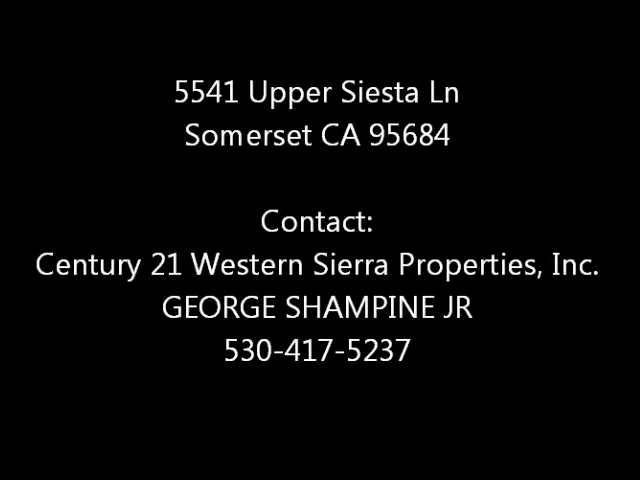 5541 Upper Siesta Ln
Somerset CA 95684
Contact:
Century 21 Western Sierra Properties, Inc.
GEORGE SHAMPINE JR
530-417-5237